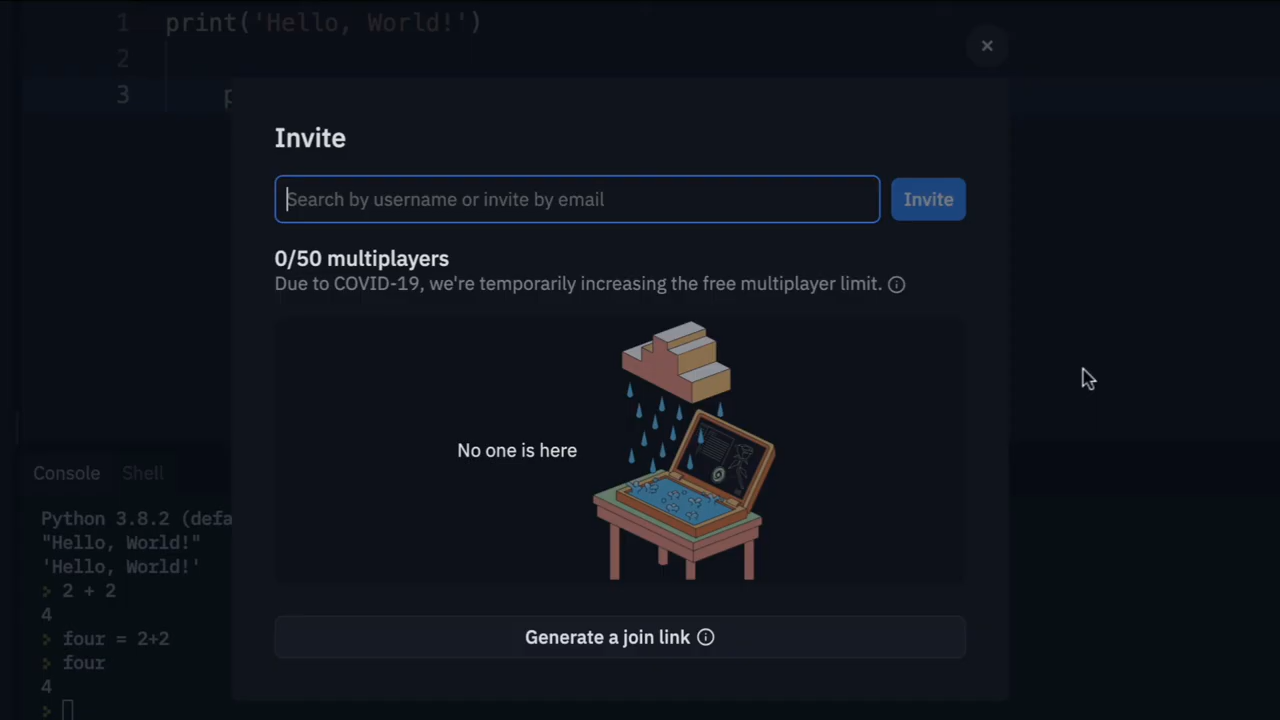 1 print('Hello, World!')
2
3 p
Invite
Search by username or invite by email
Invite
0/50 multiplayers
Due to COVID-19, we're temporarily increasing the free multiplayer limit.
No one is here
Generate a join link
Console Shell
Python 3.8.2 (defa
"Hello, World!"
'Hello, World!'
> 2 + 2
4
> four = 2+2
> four
4
>